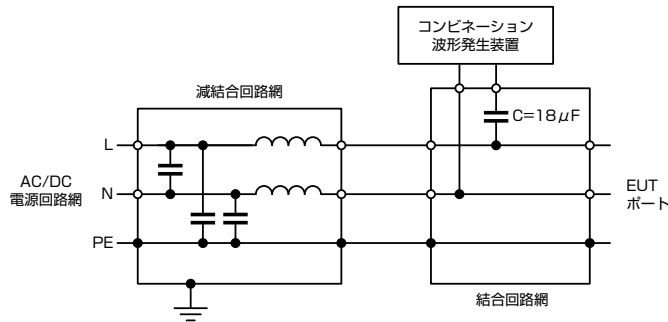 コンビネーション
波形発生装置
減結合回路網
C=18μF
L
AC/DC
電源回路網
N
EUT
ポート
PE
結合回路網